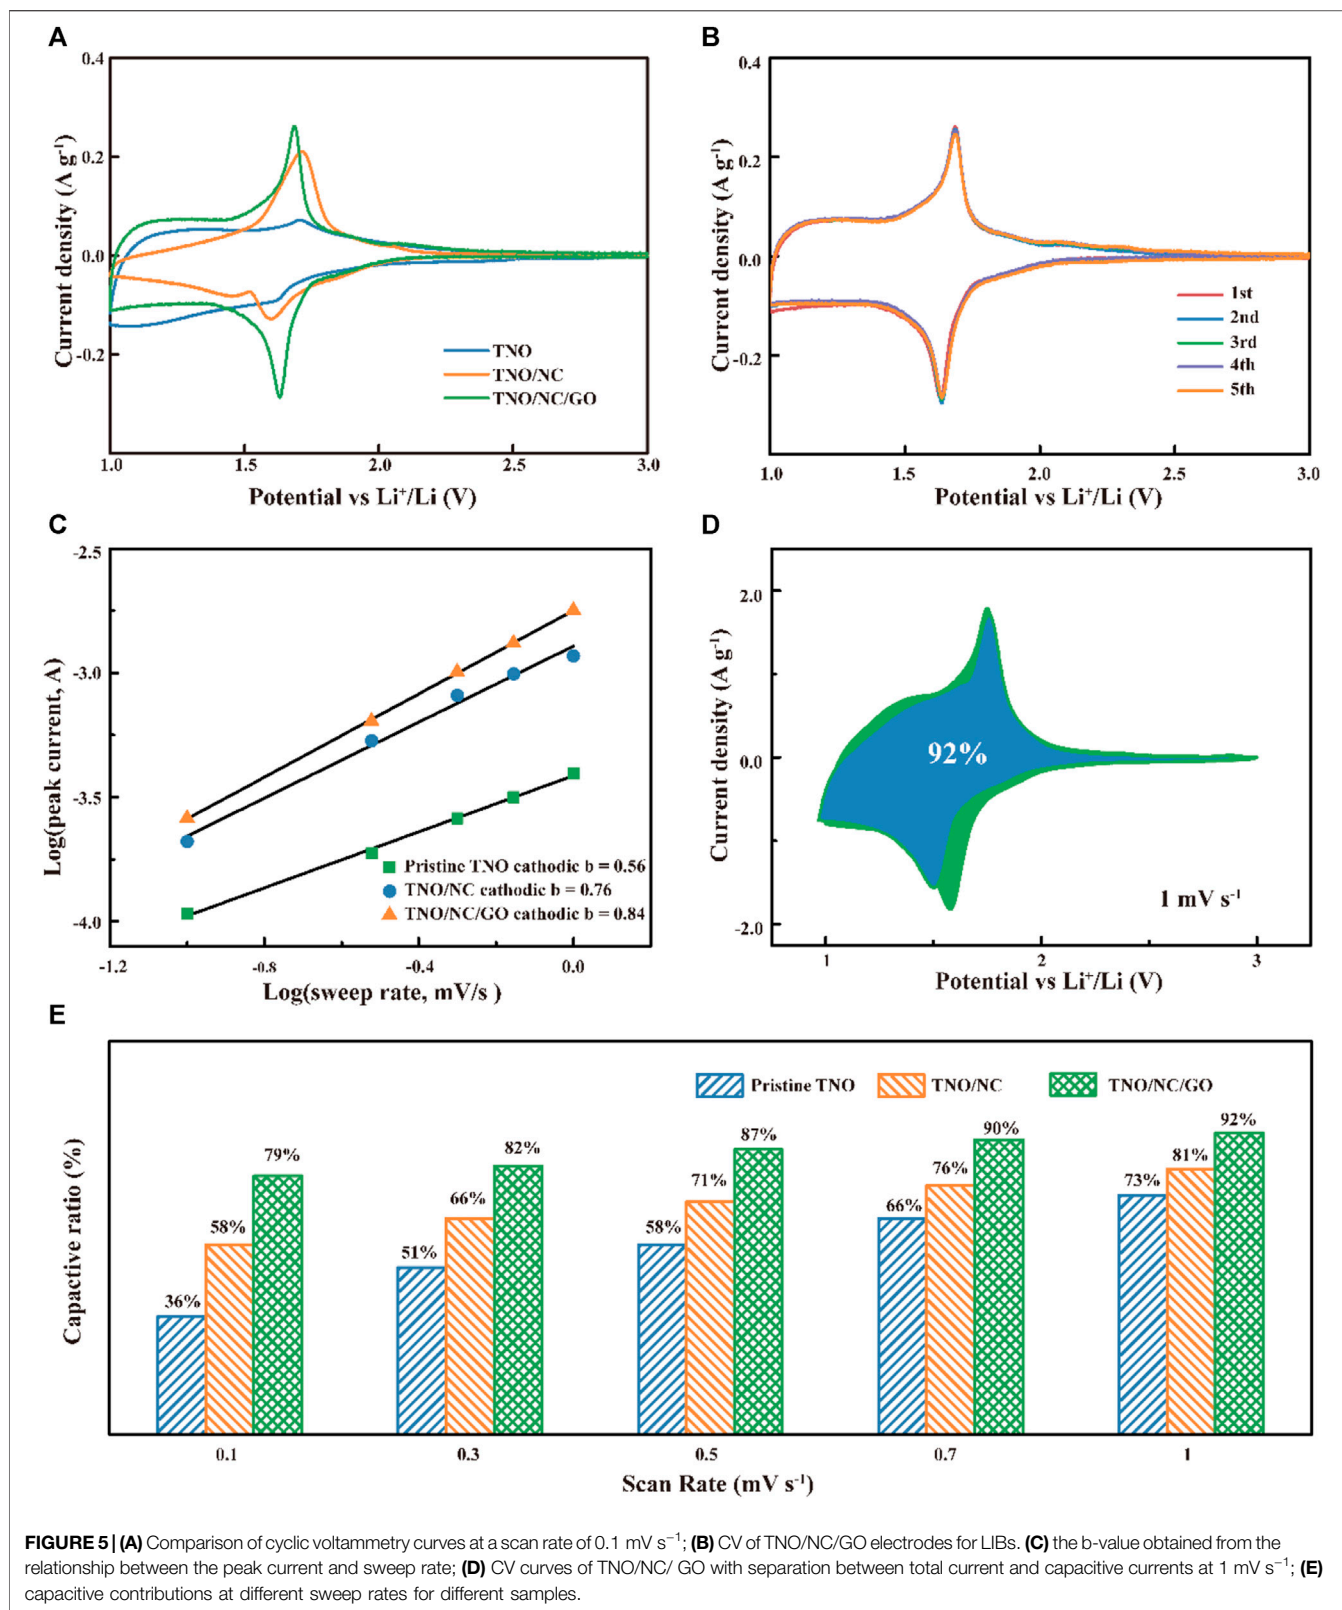 A
0.4
0.2
0.0
-0.2
1.0 1.5 2.0 2.5 3.0
Current density (A g⁻¹)
Potential vs Li⁺/Li (V)
TNO
TNO/NC
TNO/NC/GO
B
0.4
0.2
0.0
-0.2
1.0 1.5 2.0 2.5 3.0
Current density (A g⁻¹)
Potential vs Li⁺/Li (V)
1st
2nd
3rd
4th
5th
C
-2.5
-3.0
-3.5
-4.0
-1.2 -0.8 -0.4 0.0
Log(peak current, A)
Log(sweep rate, mV/s )
Pristine TNO cathodic b = 0.56
TNO/NC cathodic b = 0.76
TNO/NC/GO cathodic b = 0.84
D
2.0
0.0
-2.0
1 2 3
Current density (A g⁻¹)
Potential vs Li⁺/Li (V)
92%
1 mV s⁻¹
E
Capactive ratio (%)
Pristine TNO TNO/NC TNO/NC/GO
36% 58% 79%
51% 66% 82%
58% 71% 87%
66% 76% 90%
73% 81% 92%
0.1 0.3 0.5 0.7 1
Scan Rate (mV s⁻¹)
FIGURE 5 | (A) Comparison of cyclic voltammetry curves at a scan rate of 0.1 mV s⁻¹; (B) CV of TNO/NC/GO electrodes for LIBs. (C) the b-value obtained from the
relationship between the peak current and sweep rate; (D) CV curves of TNO/NC/ GO with separation between total current and capacitive currents at 1 mV s⁻¹; (E)
capacitive contributions at different sweep rates for different samples.